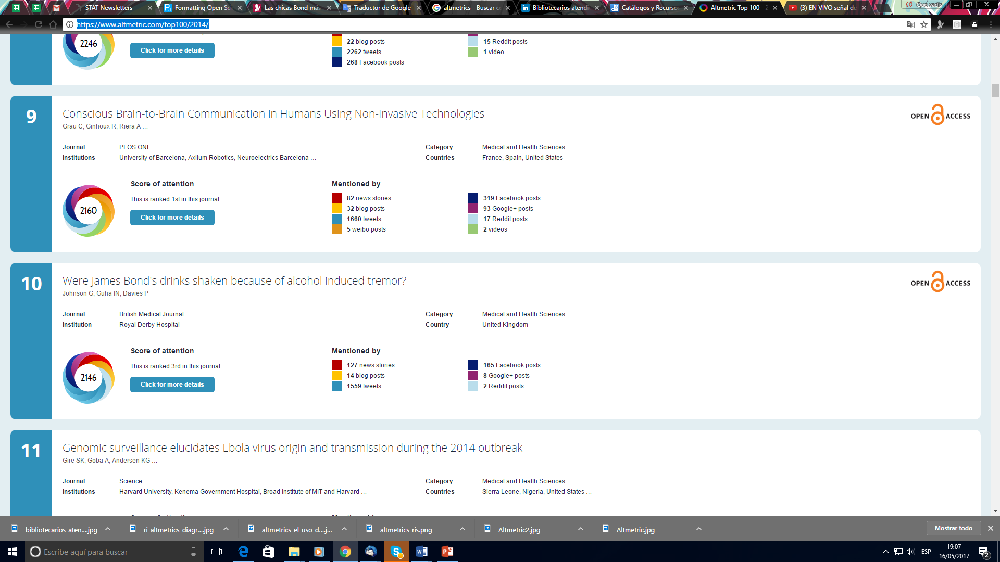 STAT Newsletters
Formatting Open Sci
Las chicas Bond más
Traductor de Google
altmetrics - Buscar co
Bibliotecarios atendie
Catálogos y Recursos
Altmetric Top 100 - 2
(3) EN VIVO señal de
Quo vadis
https://www.altmetric.com/top100/2014/
2246
Click for more details
22 blog posts
2262 tweets
268 Facebook posts
15 Reddit posts
1 video
9
Conscious Brain-to-Brain Communication in Humans Using Non-Invasive Technologies
Grau C, Ginhoux R, Riera A ...
OPEN ACCESS
Journal PLOS ONE
Institutions University of Barcelona, Axilum Robotics, Neuroelectrics Barcelona ...
Category Medical and Health Sciences
Countries France, Spain, United States
2160
Score of attention
This is ranked 1st in this journal.
Click for more details
Mentioned by
82 news stories
32 blog posts
1660 tweets
5 weibo posts
319 Facebook posts
93 Google+ posts
17 Reddit posts
2 videos
10
Were James Bond's drinks shaken because of alcohol induced tremor?
Johnson G, Guha IN, Davies P
OPEN ACCESS
Journal British Medical Journal
Institution Royal Derby Hospital
Category Medical and Health Sciences
Country United Kingdom
2146
Score of attention
This is ranked 3rd in this journal.
Click for more details
Mentioned by
127 news stories
14 blog posts
1559 tweets
165 Facebook posts
8 Google+ posts
2 Reddit posts
11
Genomic surveillance elucidates Ebola virus origin and transmission during the 2014 outbreak
Gire SK, Goba A, Andersen KG ...
Journal Science
Institutions Harvard University, Kenema Government Hospital, Broad Institute of MIT and Harvard ...
Category Medical and Health Sciences
Countries Sierra Leone, Nigeria, United States ...
bibliotecarios-aten....jpg
ri-altmetrics-diagr....jpg
altmetrics-el-uso-d....j...
altmetrics-ris.png
Altmetric2.jpg
Altmetric.jpg
Mostrar todo
Escribe aquí para buscar
1
ESP
19:07
16/05/2017
2